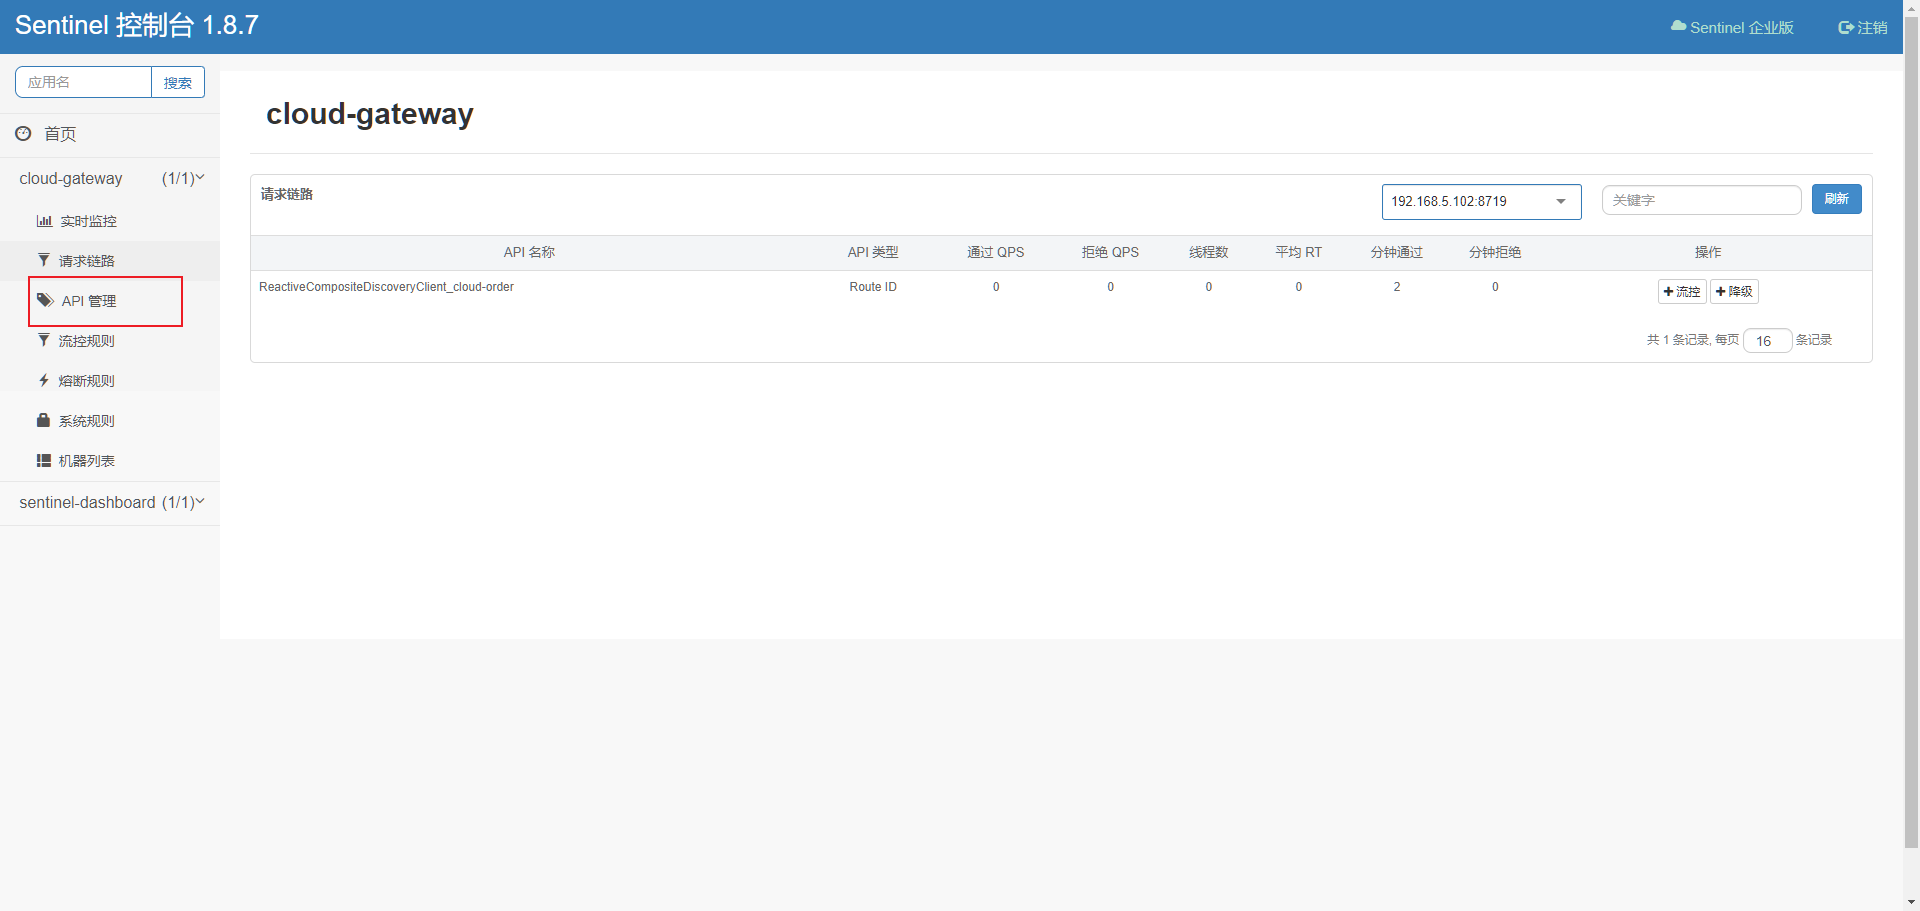 Sentinel 控制台 1.8.7
Sentinel 企业版
注销
应用名
搜索
首页
cloud-gateway (1/1)
实时监控
请求链路
API 管理
流控规则
熔断规则
系统规则
机器列表
sentinel-dashboard (1/1)
cloud-gateway
请求链路
192.168.5.102:8719
关键字
刷新
API 名称 API 类型 通过 QPS 拒绝 QPS 线程数 平均 RT 分钟通过 分钟拒绝 操作
ReactiveCompositeDiscoveryClient_cloud-order Route ID 0 0 0 0 2 0 流控 降级
共 1 条记录, 每页 16 条记录